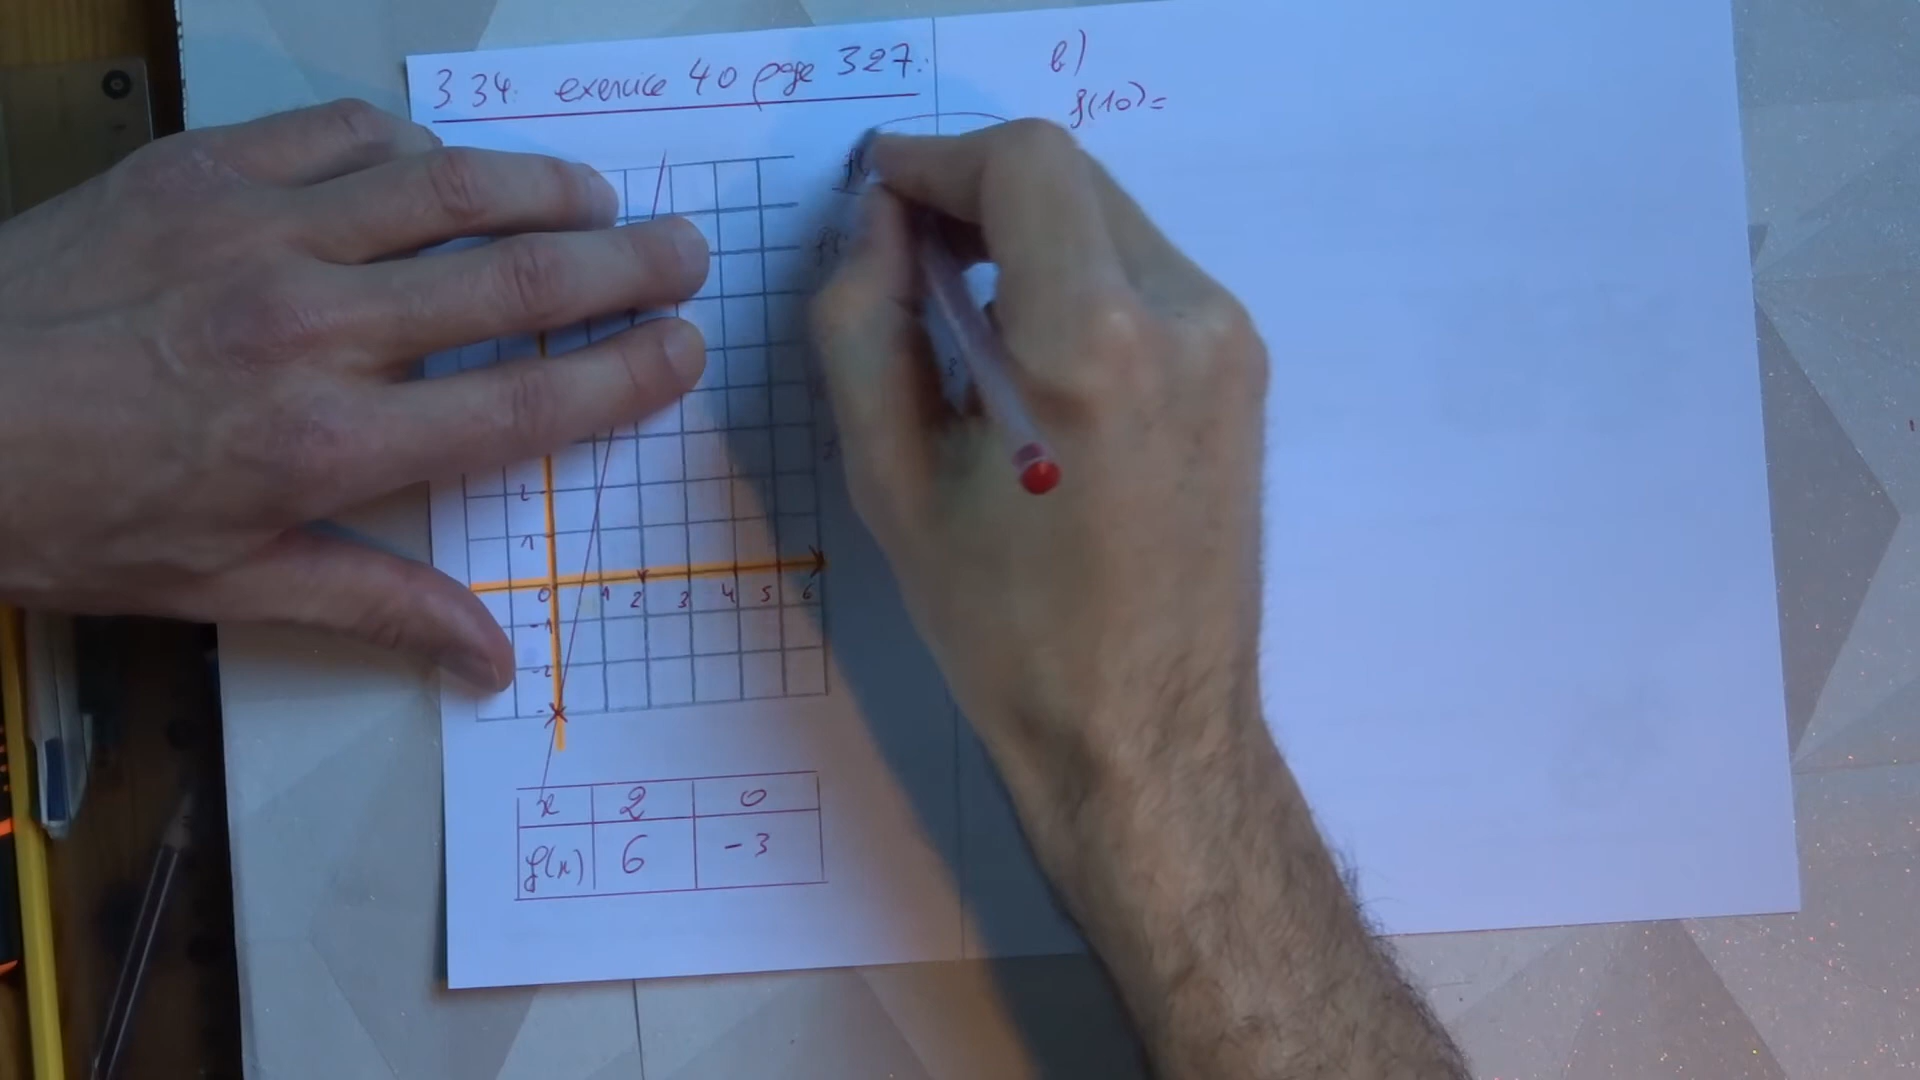 3.34. exercice 40 page 327.
b)
f(10)=
2
1
0 1 2 3 4 5 6
-1
-2
x 2 0
f(x) 6 -3